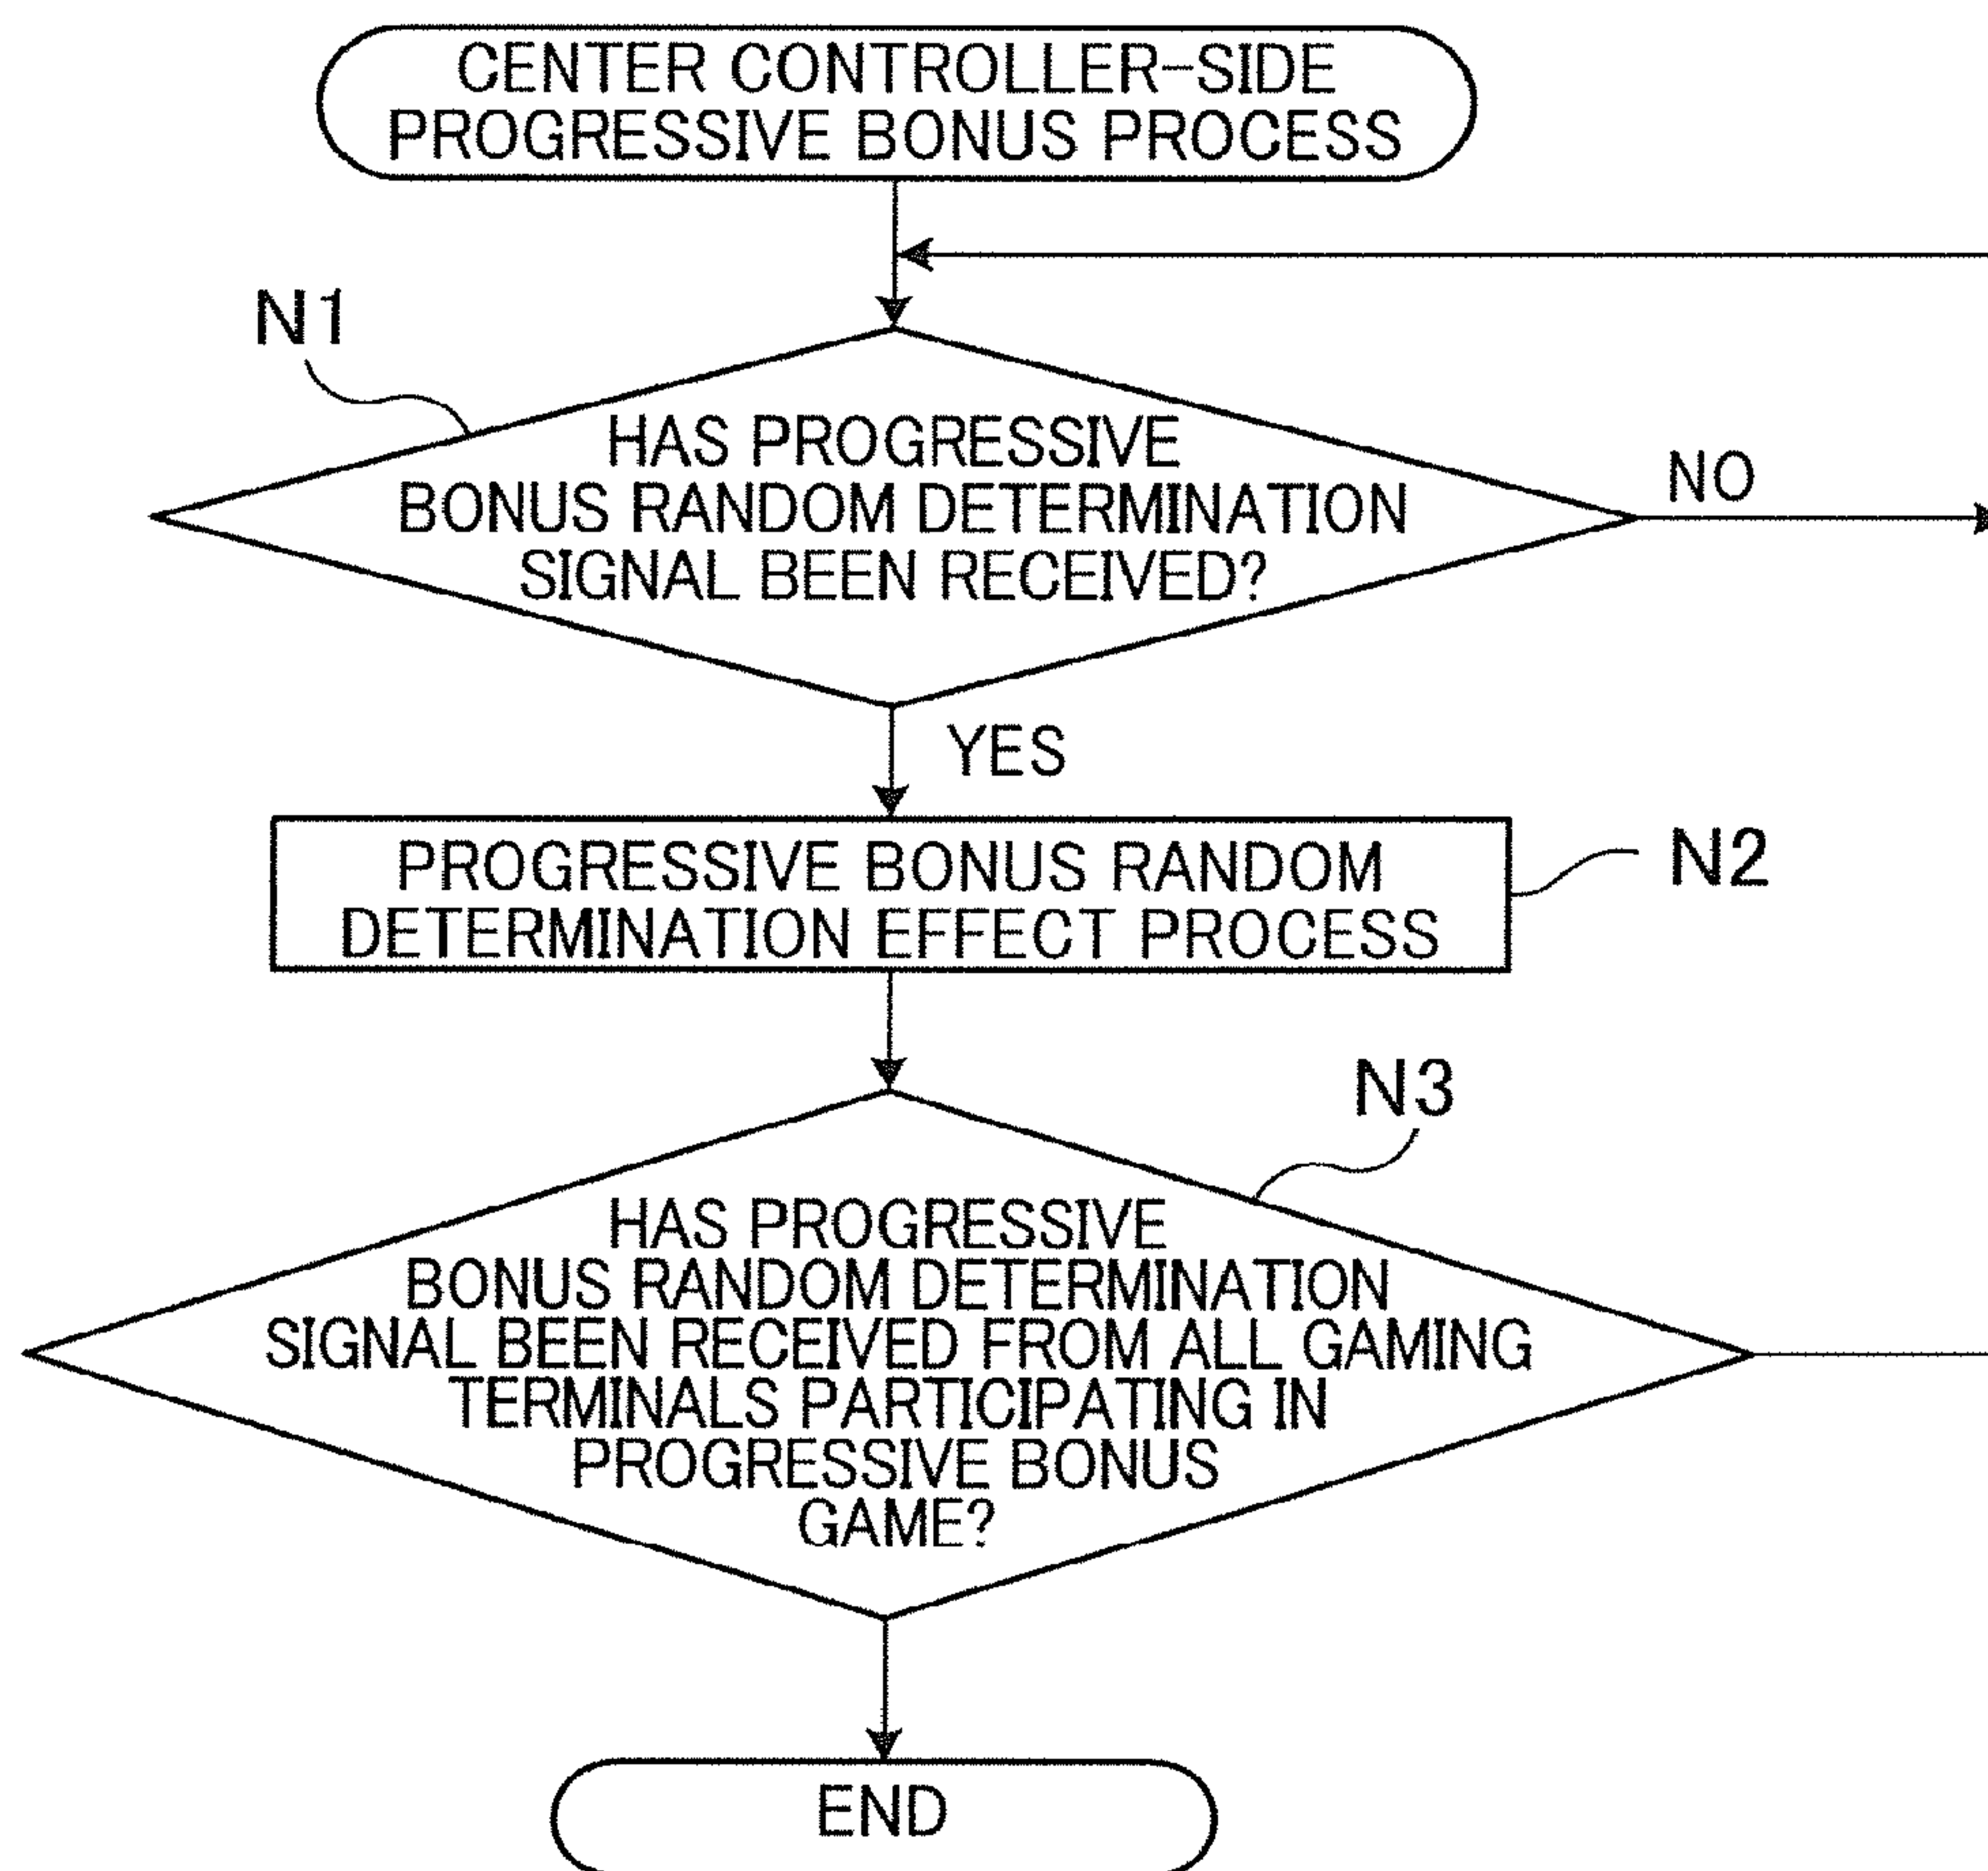 CENTER CONTROLLER-SIDE
PROGRESSIVE BONUS PROCESS
N1
HAS PROGRESSIVE
BONUS RANDOM DETERMINATION
SIGNAL BEEN RECEIVED?
NO
YES
PROGRESSIVE BONUS RANDOM
DETERMINATION EFFECT PROCESS
N2
N3
HAS PROGRESSIVE
BONUS RANDOM DETERMINATION
SIGNAL BEEN RECEIVED FROM ALL GAMING
TERMINALS PARTICIPATING IN
PROGRESSIVE BONUS
GAME?
END